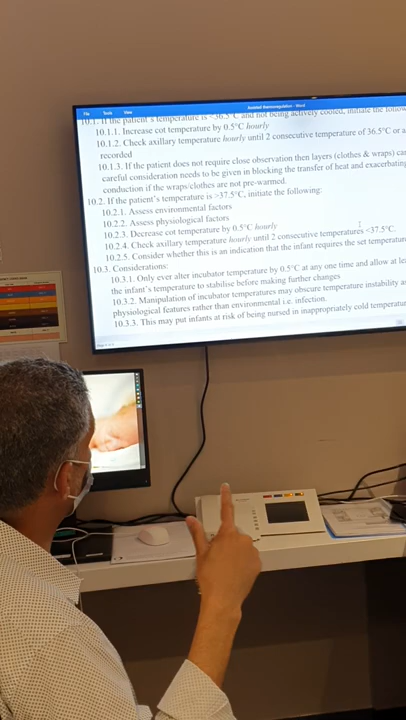 File Tools View Assisted thermoregulation - Word
10.1. If the patient's temperature is <36.5°C and not being actively cooled, initiate the
10.1.1. Increase cot temperature by 0.5°C hourly
10.1.2. Check axillary temperature hourly until 2 consecutive temperature of 36.5°C or a
recorded
10.1.3. If the patient does not require close observation then layers (clothes & wraps) ca
careful consideration needs to be given in blocking the transfer of heat and exacerbating
conduction if the wraps/clothes are not pre-warmed.
10.2. If the patient's temperature is >37.5°C, initiate the following:
10.2.1. Assess environmental factors
10.2.2. Assess physiological factors
10.2.3. Decrease cot temperature by 0.5°C hourly
10.2.4. Check axillary temperature hourly until 2 consecutive temperatures <37.5°C.
10.2.5. Consider whether this is an indication that the infant requires the set temperatur
10.3. Considerations:
10.3.1. Only ever alter incubator temperature by 0.5°C at any one time and allow at le
the infant's temperature to stabilise before making further changes
10.3.2. Manipulation of incubator temperatures may obscure temperature instability a
physiological features rather than environmental i.e. infection.
10.3.3. This may put infants at risk of being nursed in inappropriately cold temperatur